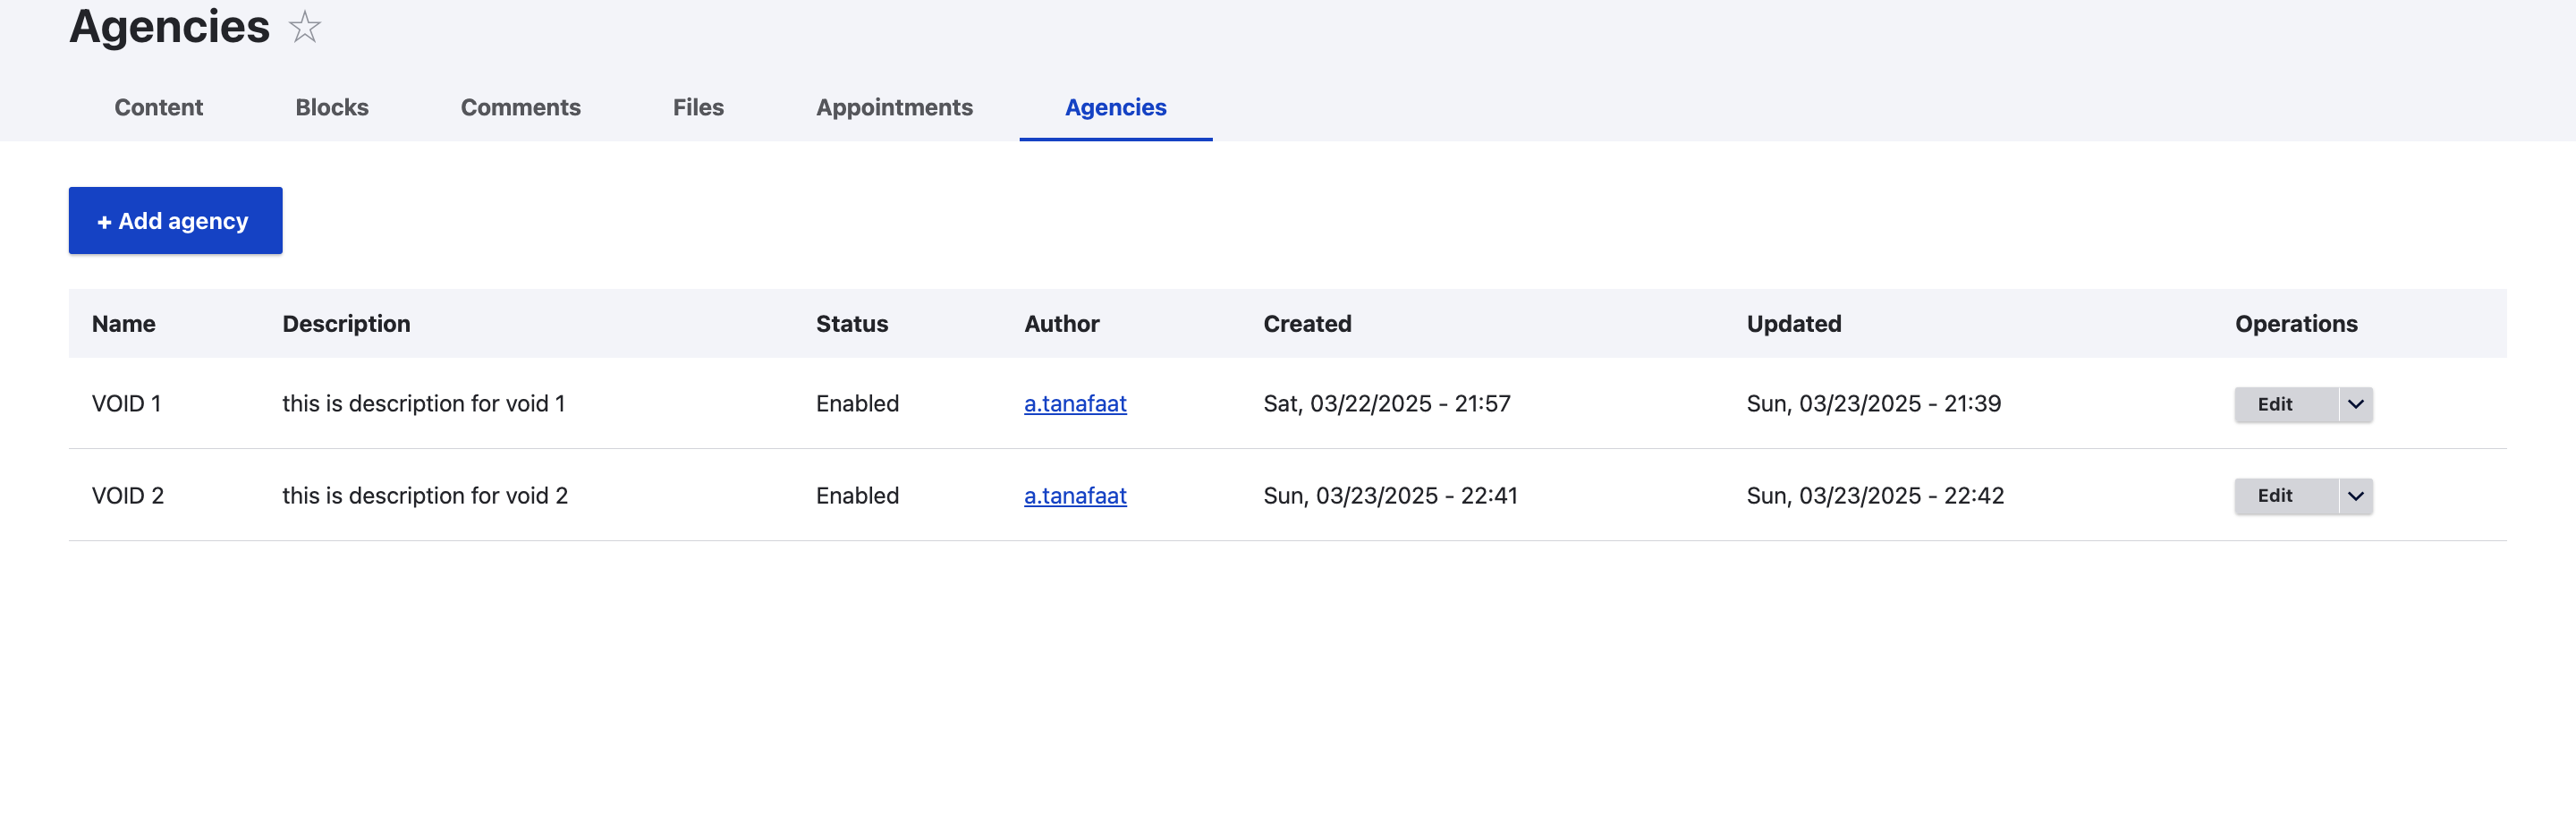 Agencies
Content Blocks Comments Files Appointments Agencies
+ Add agency
Name Description Status Author Created Updated Operations
VOID 1 this is description for void 1 Enabled a.tanafaat Sat, 03/22/2025 - 21:57 Sun, 03/23/2025 - 21:39 Edit
VOID 2 this is description for void 2 Enabled a.tanafaat Sun, 03/23/2025 - 22:41 Sun, 03/23/2025 - 22:42 Edit